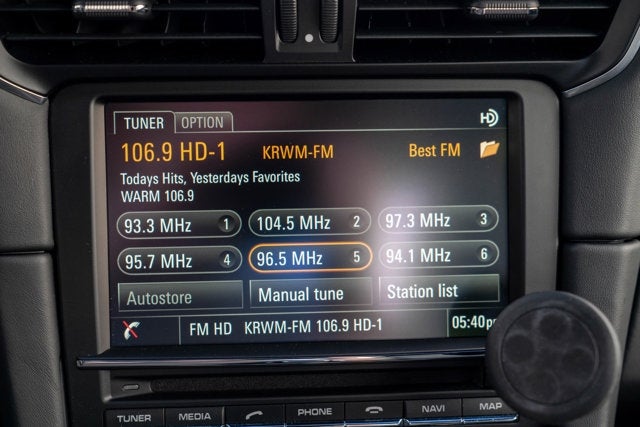 TUNER OPTION HD
106.9 HD-1 KRWM-FM Best FM
Todays Hits, Yesterdays Favorites
WARM 106.9
93.3 MHz 1 104.5 MHz 2 97.3 MHz 3
95.7 MHz 4 96.5 MHz 5 94.1 MHz 6
Autostore Manual tune Station list
FM HD KRWM-FM 106.9 HD-1 05:40pm
TUNER MEDIA PHONE NAVI MAP